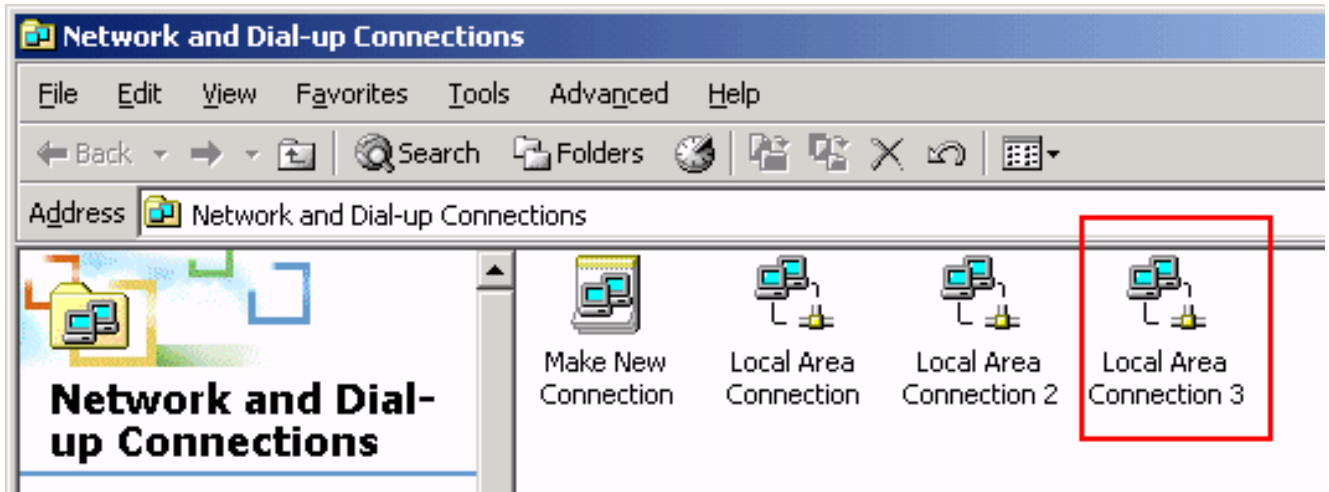 Network and Dial-up Connections
File Edit View Favorites Tools Advanced Help
Back Search Folders
Address Network and Dial-up Connections
Network and Dial-
up Connections
Make New
Connection
Local Area
Connection
Local Area
Connection 2
Local Area
Connection 3